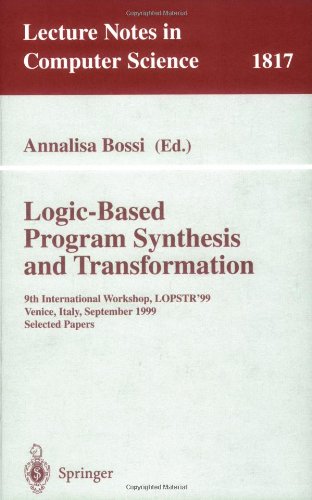 Lecture Notes in
Computer Science 1817
Annalisa Bossi (Ed.)
Logic-Based
Program Synthesis
and Transformation
9th International Workshop, LOPSTR'99
Venice, Italy, September 1999
Selected Papers
Springer